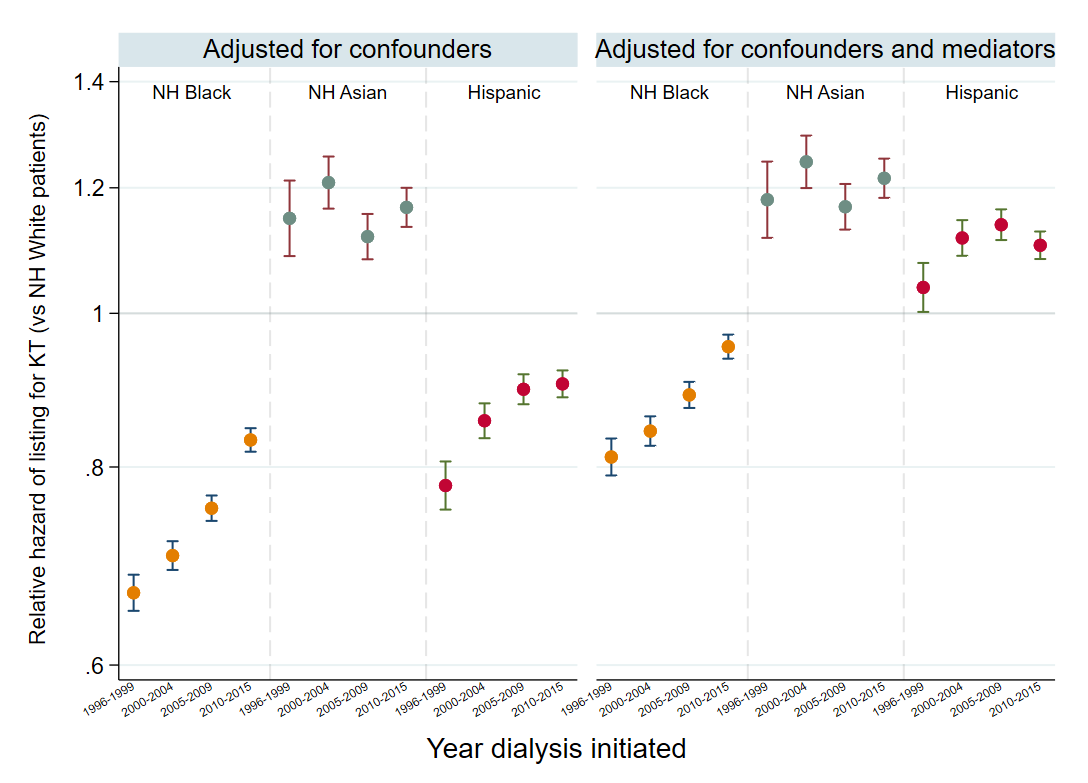 Adjusted for confounders
Adjusted for confounders and mediators
NH Black
NH Asian
Hispanic
NH Black
NH Asian
Hispanic
Relative hazard of listing for KT (vs NH White patients)
1.4
1.2
1
.8
.6
1996-1999
2000-2004
2005-2009
2010-2015
1996-1999
2000-2004
2005-2009
2010-2015
1996-1999
2000-2004
2005-2009
2010-2015
1996-1999
2000-2004
2005-2009
2010-2015
1996-1999
2000-2004
2005-2009
2010-2015
1996-1999
2000-2004
2005-2009
2010-2015
Year dialysis initiated